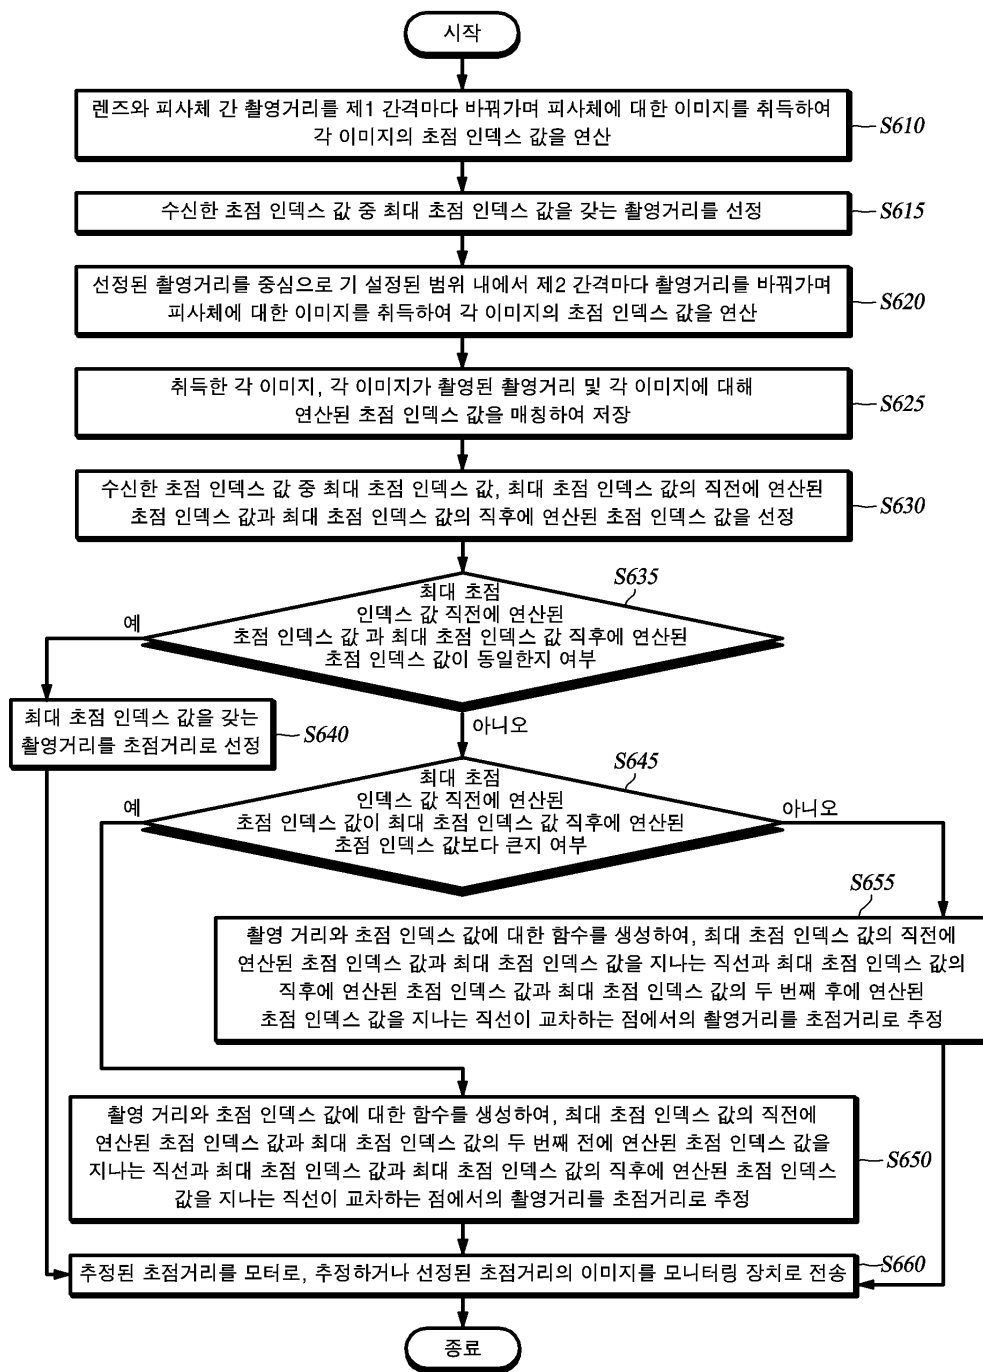 시작
렌즈와 피사체 간 촬영거리를 제1 간격마다 바꿔가며 피사체에 대한 이미지를 취득하여
각 이미지의 초점 인덱스 값을 연산
S610
수신한 초점 인덱스 값 중 최대 초점 인덱스 값을 갖는 촬영거리를 선정
S615
선정된 촬영거리를 중심으로 기 설정된 범위 내에서 제2 간격마다 촬영거리를 바꿔가며
피사체에 대한 이미지를 취득하여 각 이미지의 초점 인덱스 값을 연산
S620
취득한 각 이미지, 각 이미지가 촬영된 촬영거리 및 각 이미지에 대해
연산된 초점 인덱스 값을 매칭하여 저장
S625
수신한 초점 인덱스 값 중 최대 초점 인덱스 값, 최대 초점 인덱스 값의 직전에 연산된
초점 인덱스 값과 최대 초점 인덱스 값의 직후에 연산된 초점 인덱스 값을 선정
S630
S635
최대 초점
인덱스 값 직전에 연산된
초점 인덱스 값 과 최대 초점 인덱스 값 직후에 연산된
초점 인덱스 값이 동일한지 여부
예
아니오
최대 초점 인덱스 값을 갖는
촬영거리를 초점거리로 선정
S640
S645
최대 초점
인덱스 값 직전에 연산된
초점 인덱스 값이 최대 초점 인덱스 값 직후에 연산된
초점 인덱스 값보다 큰지 여부
예
아니오
S655
촬영 거리와 초점 인덱스 값에 대한 함수를 생성하여, 최대 초점 인덱스 값의 직전에
연산된 초점 인덱스 값과 최대 초점 인덱스 값을 지나는 직선과 최대 초점 인덱스 값의
직후에 연산된 초점 인덱스 값과 최대 초점 인덱스 값의 두 번째 후에 연산된
초점 인덱스 값을 지나는 직선이 교차하는 점에서의 촬영거리를 초점거리로 추정
촬영 거리와 초점 인덱스 값에 대한 함수를 생성하여, 최대 초점 인덱스 값의 직전에
연산된 초점 인덱스 값과 최대 초점 인덱스 값의 두 번째 전에 연산된 초점 인덱스 값을
지나는 직선과 최대 초점 인덱스 값과 최대 초점 인덱스 값의 직후에 연산된 초점 인덱스
값을 지나는 직선이 교차하는 점에서의 촬영거리를 초점거리로 추정
S650
추정된 초점거리를 모터로, 추정하거나 선정된 초점거리의 이미지를 모니터링 장치로 전송
S660
종료